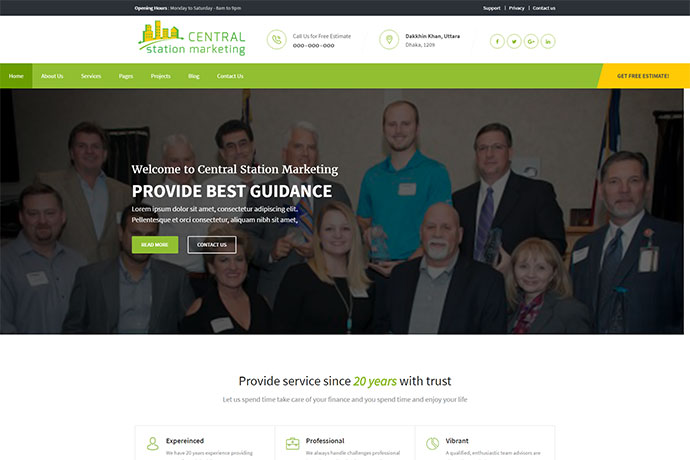 Opening Hours : Monday to Saturday - 8am to 9pm
Support | Privacy | Contact us
CENTRAL
station marketing
Call Us for Free Estimate
000-000-000
Dakkhin Khan, Uttara
Dhaka, 1209
Home About Us Services Pages Projects Blog Contact Us
GET FREE ESTIMATE!
Welcome to Central Station Marketing
PROVIDE BEST GUIDANCE
Lorem ipsum dolor sit amet, consectetur adipiscing elit.
Pellentesque et orci consectetur, aliquam nibh sit amet,
READ MORE CONTACT US
Provide service since 20 years with trust
Let us spend time take care of your finance and you spend time and enjoy your life
Expereinced
We have 20 years experience providing
Professional
We always handle challenges professional
Vibrant
A qualified, enthusiastic team advisors are